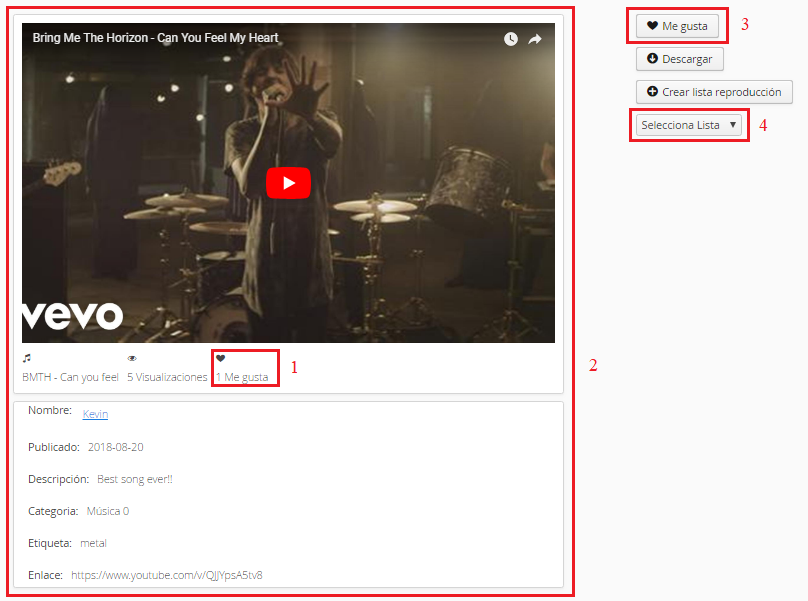 Bring Me The Horizon - Can You Feel My Heart
vevo
BMTH - Can you feel
5 Visualizaciones
1 Me gusta
1
2
Nombre: Kevin
Publicado: 2018-08-20
Descripción: Best song ever!!
Categoria: Música 0
Etiqueta: metal
Enlace: https://www.youtube.com/v/QJJYpsA5tv8
Me gusta
3
Descargar
Crear lista reproducción
Selecciona Lista
4